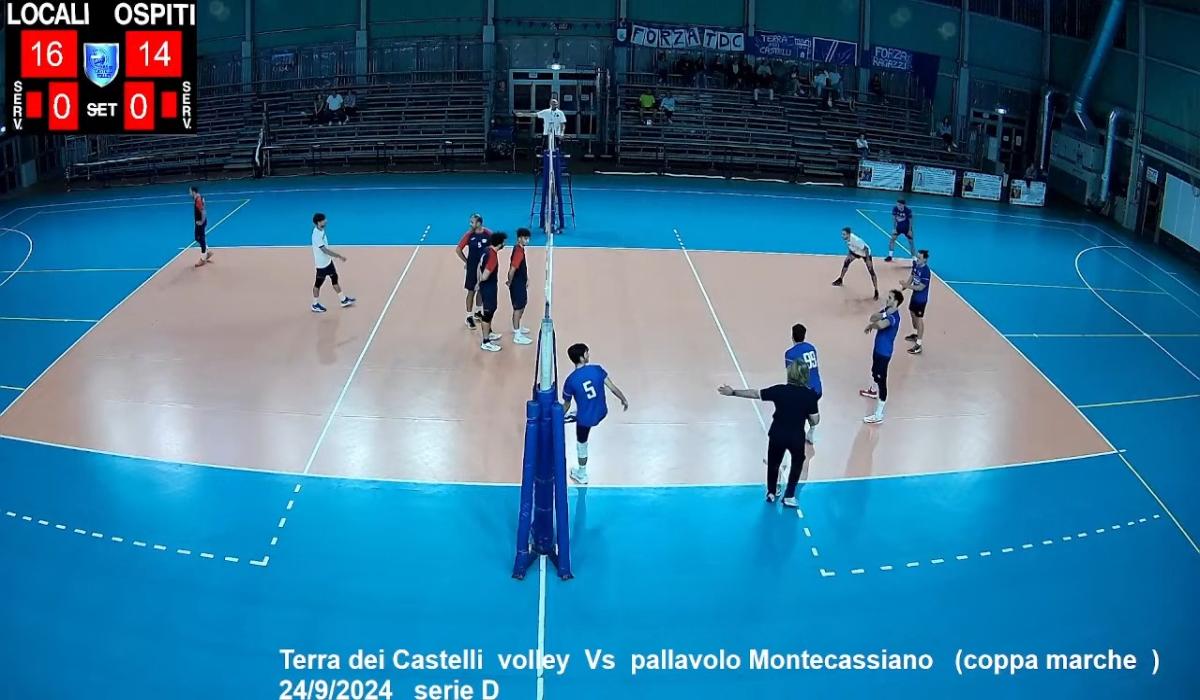 LOCALI OSPITI
16 14
SERV. 0 SET 0 SERV.
FORZA TDC
TERRA
CASTELLI
FORZA
RAGAZZI
5
99
Terra dei Castelli volley Vs pallavolo Montecassiano (coppa marche )
24/9/2024 serie D